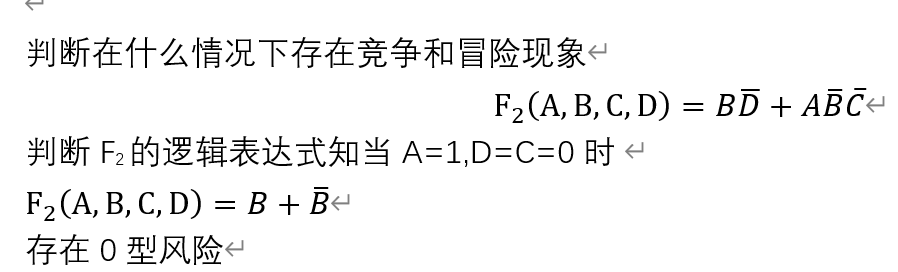 判断在什么情况下存在竞争和冒险现象
F₂(A, B, C, D) = BD̅ + AB̅C̅
判断 F₂ 的逻辑表达式知当 A=1,D=C=0 时
F₂(A, B, C, D) = B + B̅
存在 0 型风险